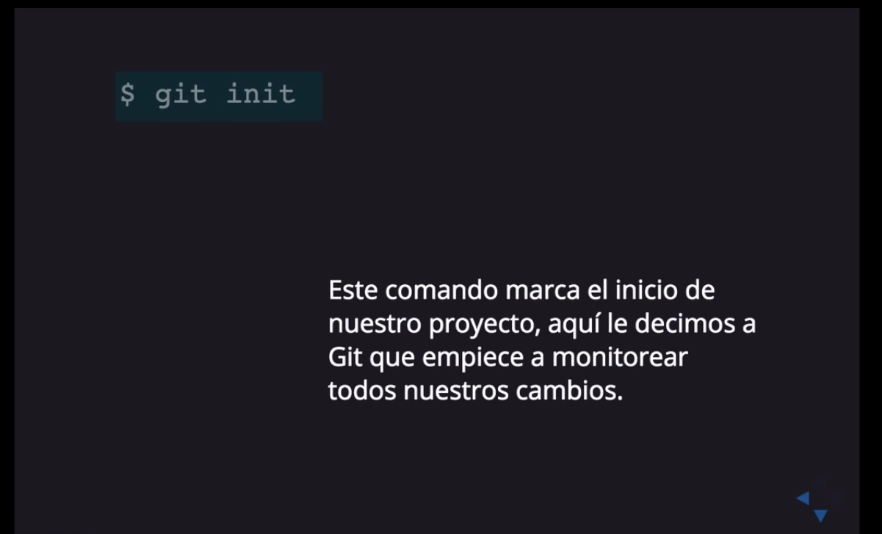 $ git init
Este comando marca el inicio de
nuestro proyecto, aquí le decimos a
Git que empiece a monitorear
todos nuestros cambios.